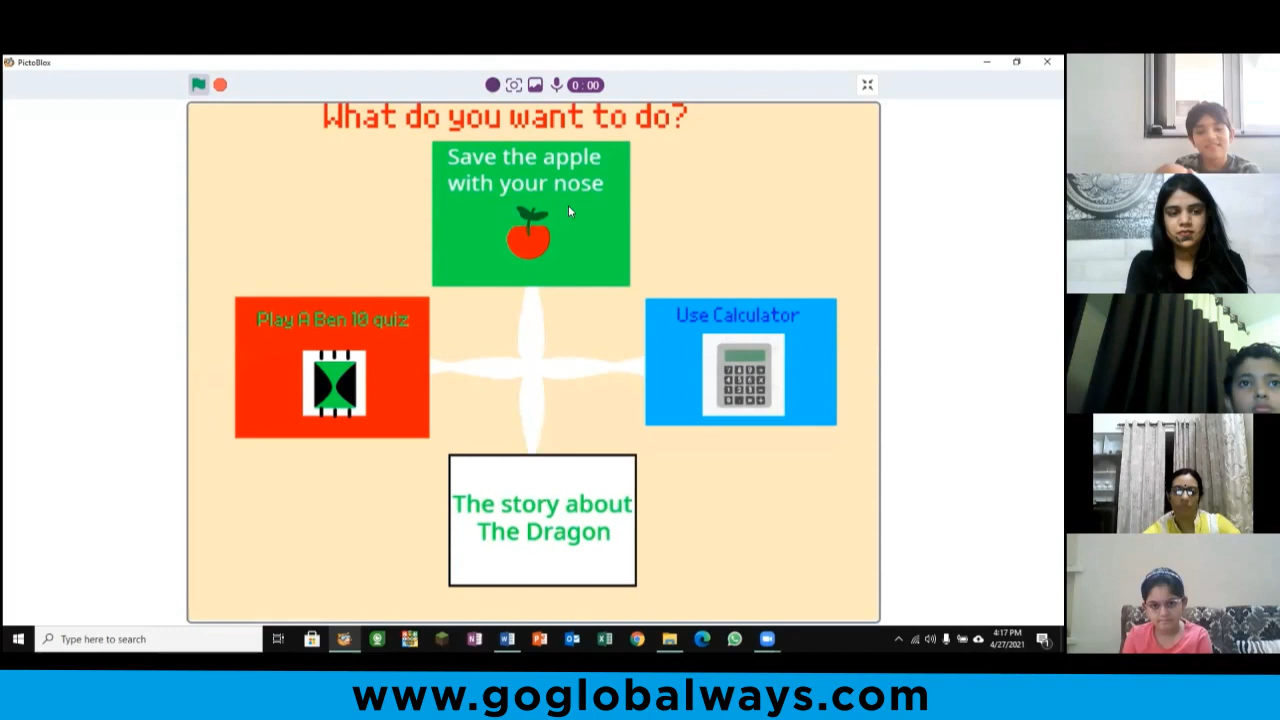 PictoBlox
0 : 00
What do you want to do?
Save the apple
with your nose
Play A Ben 10 quiz
Use Calculator
The story about
The Dragon
Type here to search
4:17 PM
4/27/2021
www.goglobalways.com